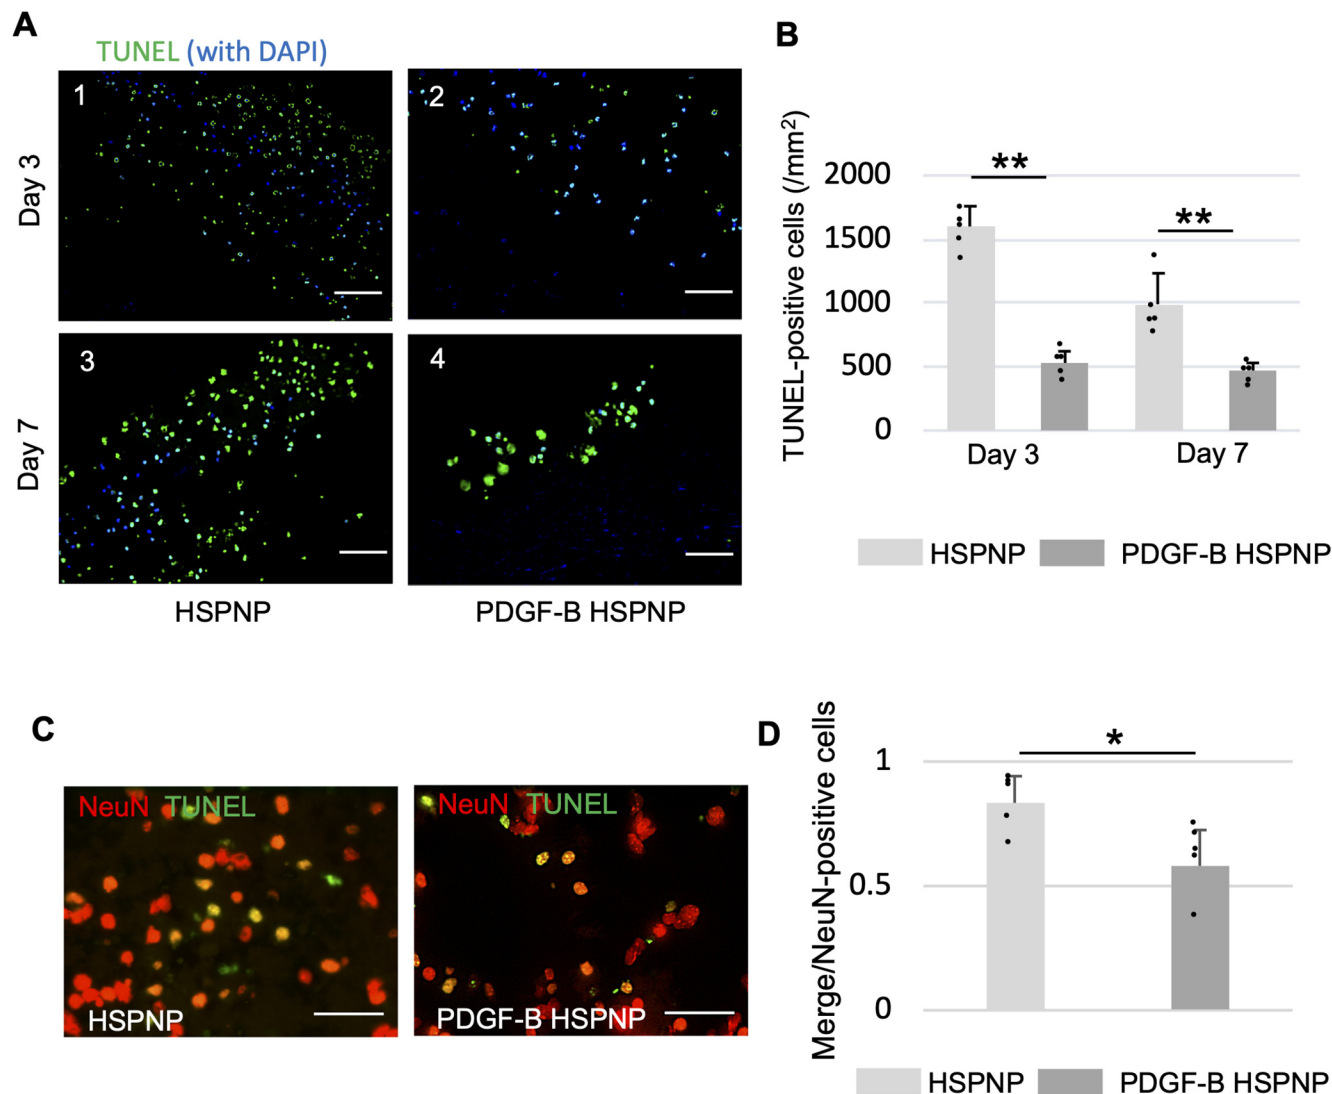 A
TUNEL (with DAPI)
1
2
Day 3
3
4
Day 7
HSPNP
PDGF-B HSPNP
B
TUNEL-positive cells (/mm²)
2000
1500
1000
500
0
**
**
Day 3
Day 7
HSPNP
PDGF-B HSPNP
C
NeuN TUNEL
HSPNP
NeuN TUNEL
PDGF-B HSPNP
D
Merge/NeuN-positive cells
1
0.5
0
*
HSPNP
PDGF-B HSPNP